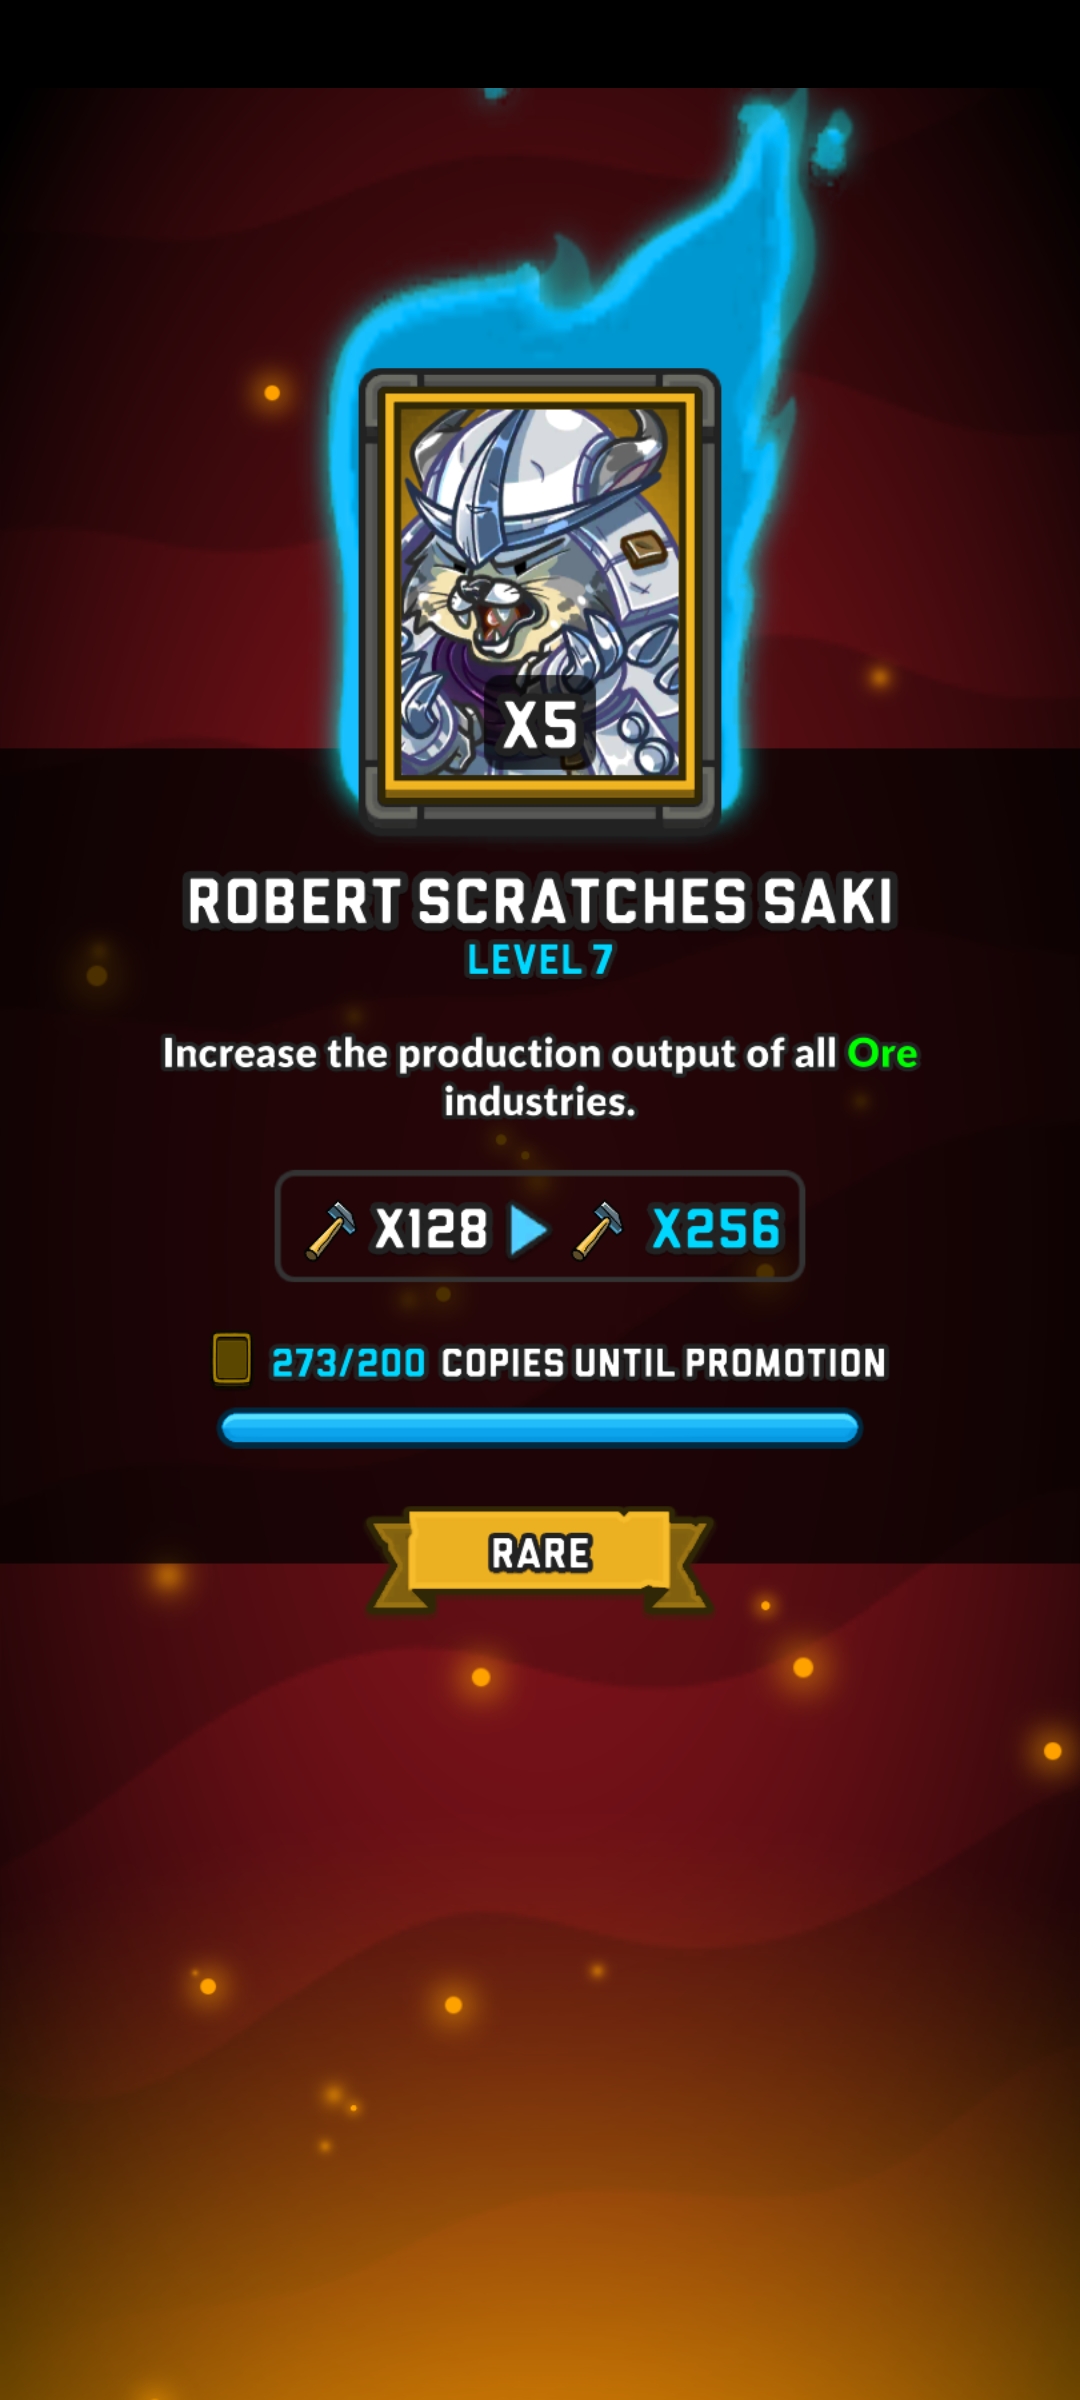 X5
ROBERT SCRATCHES SAKI
LEVEL 7
Increase the production output of all Ore
industries.
X128 X256
273/200 COPIES UNTIL PROMOTION
RARE